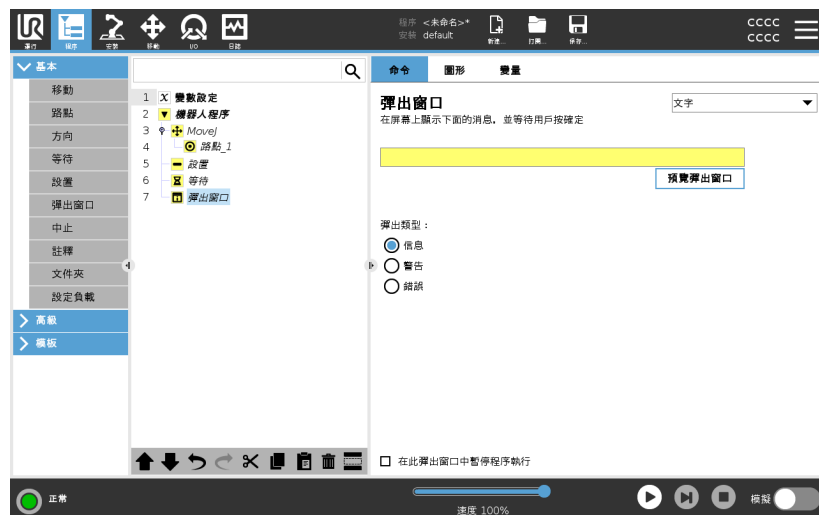 程序 <未命名>*
安裝 default
CCCC
CCCC
運行
程序
安裝
移動
I/O
日誌
新建...
打開...
保存...
基本
移動
路點
方向
等待
設置
彈出窗口
中止
註釋
文件夾
設定負載
高級
模板
1 X 變數設定
2 機器人程序
3 MoveJ
4 路點_1
5 設置
6 等待
7 彈出窗口
命令 圖形 變量
彈出窗口
文字
在屏幕上顯示下面的消息, 並等待用戶按確定
預覽彈出窗口
彈出類型：
信息
警告
錯誤
在此彈出窗口中暫停程序執行
正常
速度 100%
模擬